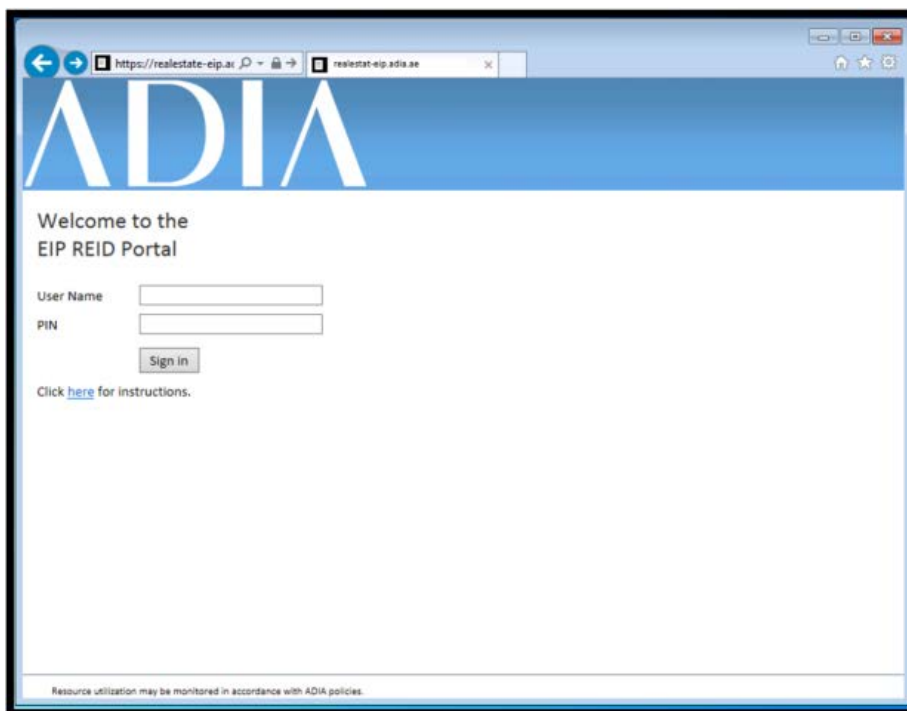 https://realestate-eip.ac
realestat-eip.adia.ae
ADIA
Welcome to the
EIP REID Portal
User Name
PIN
Sign in
Click here for instructions.
Resource utilization may be monitored in accordance with ADIA policies.